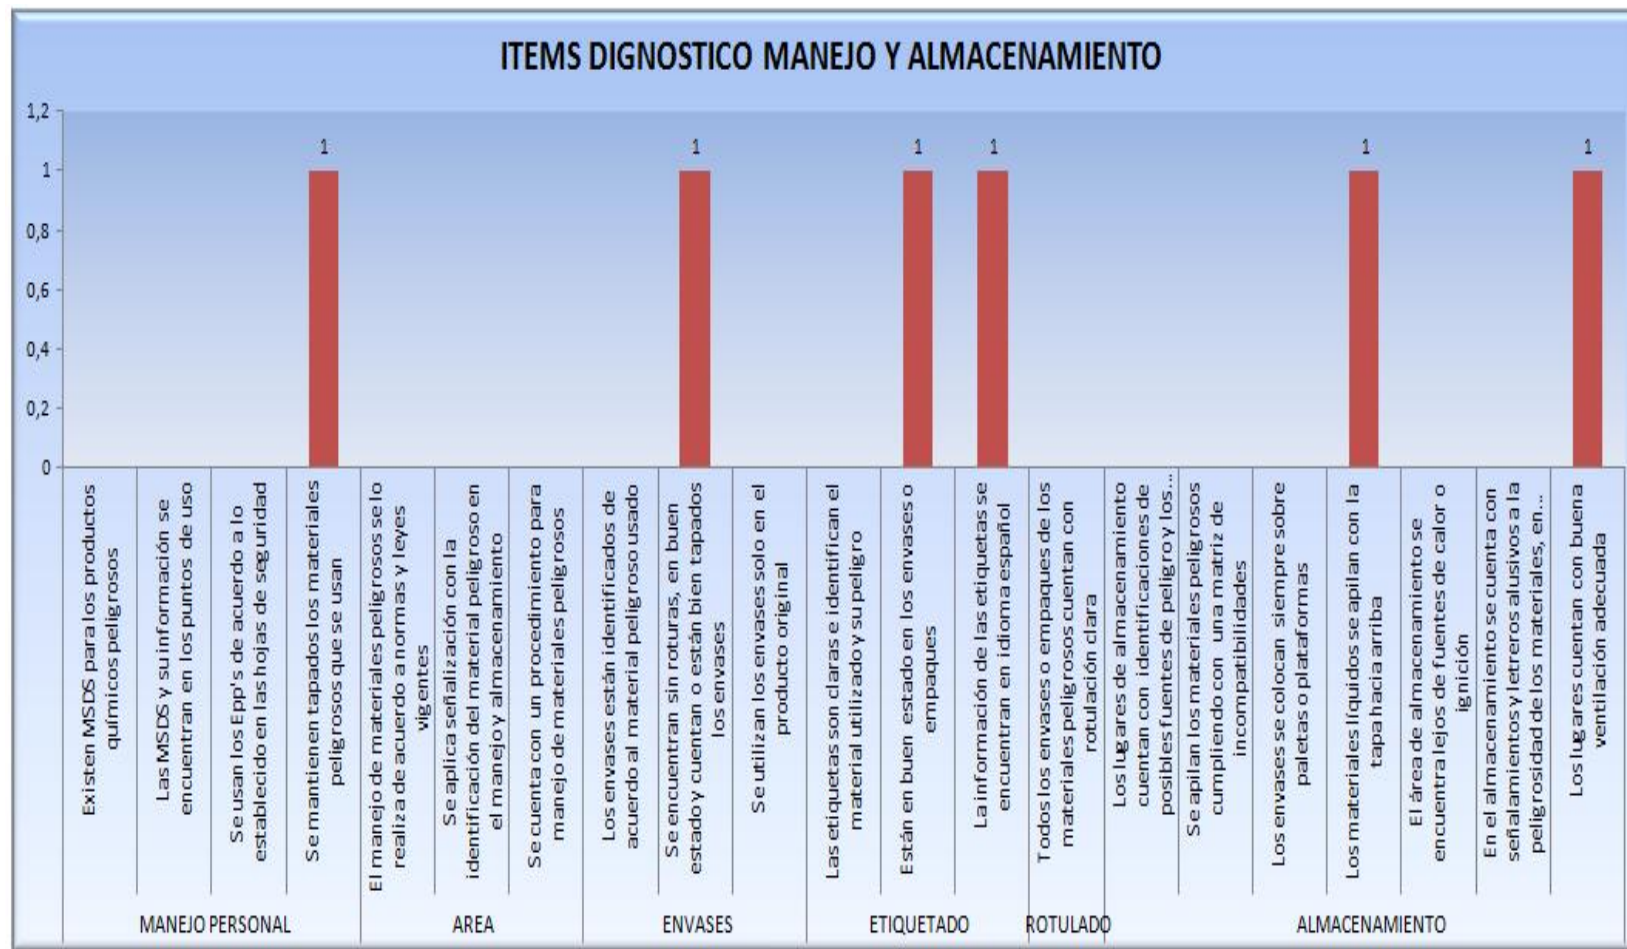 ITEMS DIGNOSTICO MANEJO Y ALMACENAMIENTO
1,2
1
0,8
0,6
0,4
0,2
0
1
1
1
1
1
1
Existen MSDS para los productos
químicos peligrosos
Las MSDS y su información se
encuentran en los puntos de uso
Se usan los Epp's de acuerdo a lo
establecido en las hojas de seguridad
Se mantienen tapados los materiales
peligrosos que se usan
El manejo de materiales peligrosos se lo
realiza de acuerdo a normas y leyes
vigentes
Se aplica señalización con la
identificación del material peligroso en
el manejo y almacenamiento
Se cuenta con un procedimiento para
manejo de materiales peligrosos
Los envases están identificados de
acuerdo al material peligroso usado
Se encuentran sin roturas, en buen
estado y cuentan o están bien tapados
los envases
Se utilizan los envases solo en el
producto original
Las etiquetas son claras e identifican el
material utilizado y su peligro
Están en buen estado en los envases o
empaques
La información de las etiquetas se
encuentran en idioma español
Todos los envases o empaques de los
materiales peligrosos cuentan con
rotulación clara
Los lugares de almacenamiento
cuentan con identificaciones de
posibles fuentes de peligro y los...
Se apilan los materiales peligrosos
cumpliendo con una matriz de
incompatibilidades
Los envases se colocan siempre sobre
paletas o plataformas
Los materiales líquidos se apilan con la
tapa hacia arriba
El área de almacenamiento se
encuentra lejos de fuentes de calor o
ignición
En el almacenamiento se cuenta con
señalamientos y letreros alusivos a la
peligrosidad de los materiales, en...
Los lugares cuentan con buena
ventilación adecuada
MANEJO PERSONAL
AREA
ENVASES
ETIQUETADO
ROTULADO
ALMACENAMIENTO